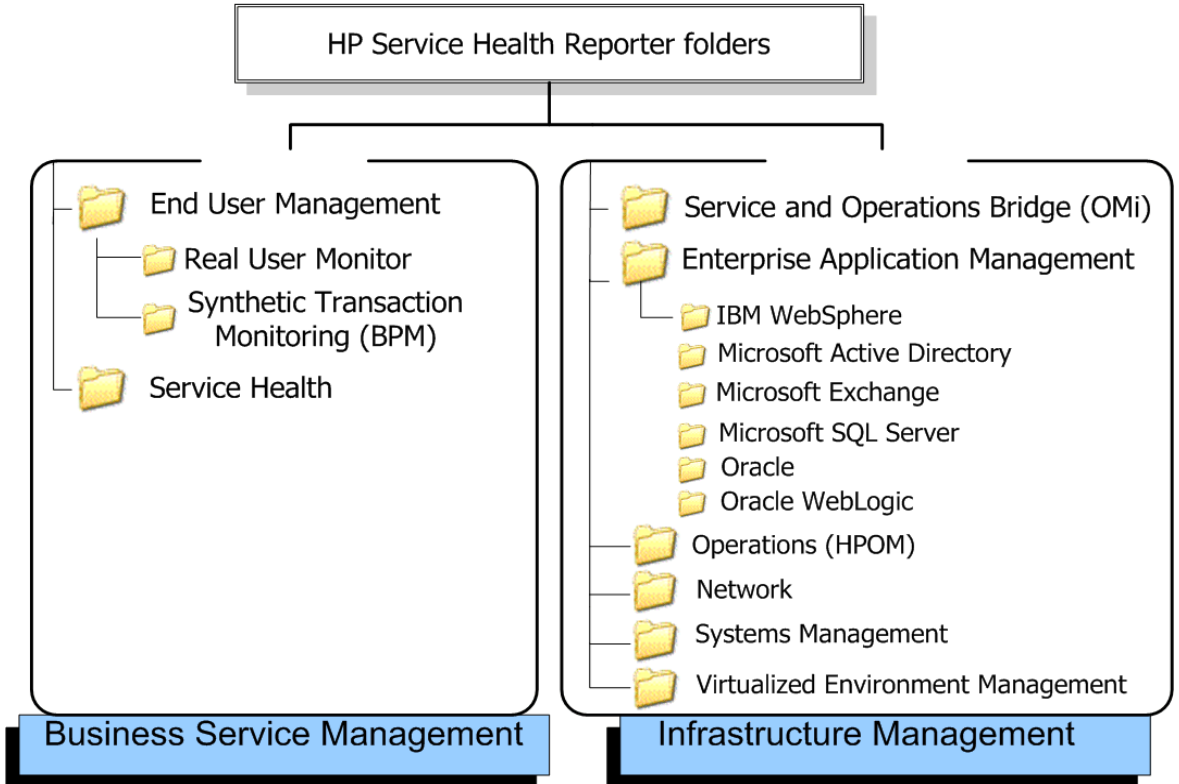 HP Service Health Reporter folders
End User Management
Real User Monitor
Synthetic Transaction
Monitoring (BPM)
Service Health
Business Service Management
Service and Operations Bridge (OMi)
Enterprise Application Management
IBM WebSphere
Microsoft Active Directory
Microsoft Exchange
Microsoft SQL Server
Oracle
Oracle WebLogic
Operations (HPOM)
Network
Systems Management
Virtualized Environment Management
Infrastructure Management